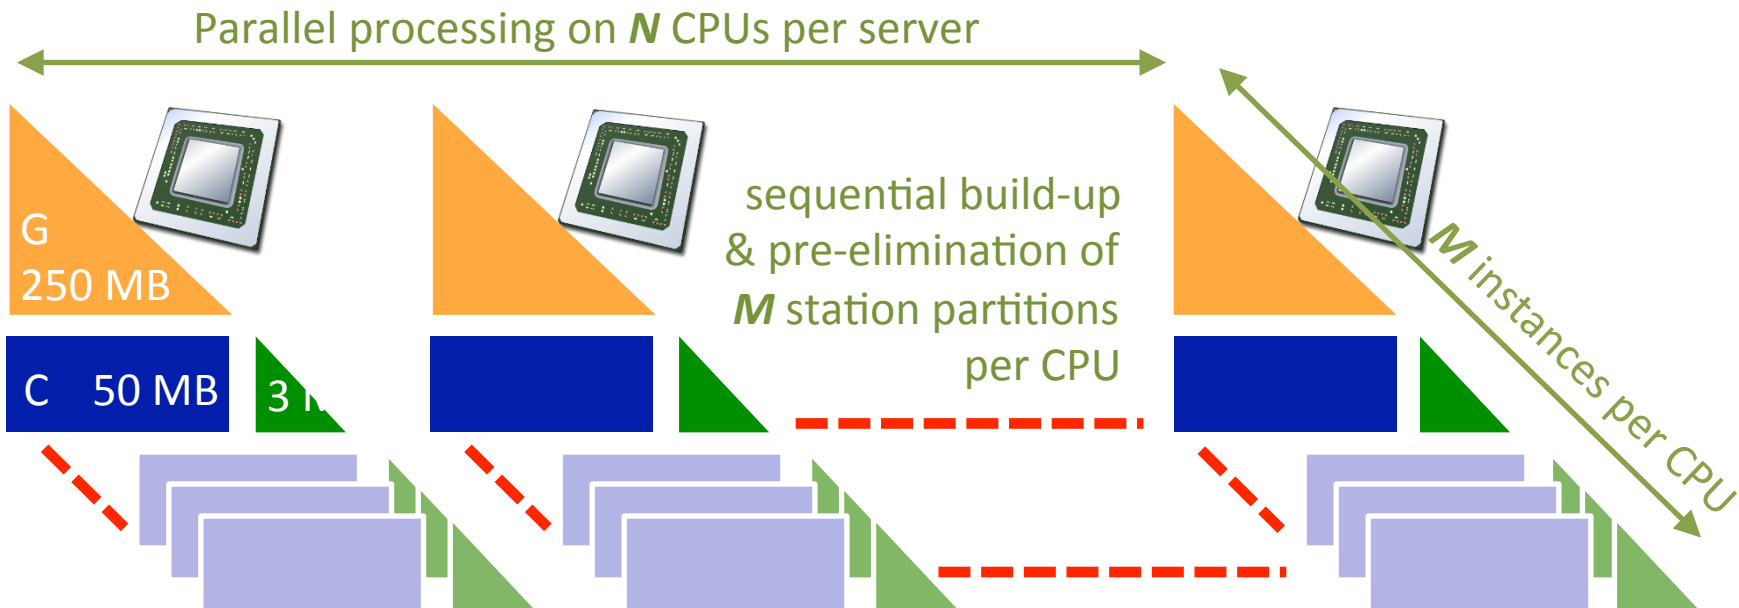 Parallel processing on N CPUs per server
G
250 MB
sequential build-up
& pre-elimination of
M station partitions
per CPU
M instances per CPU
C 50 MB
3